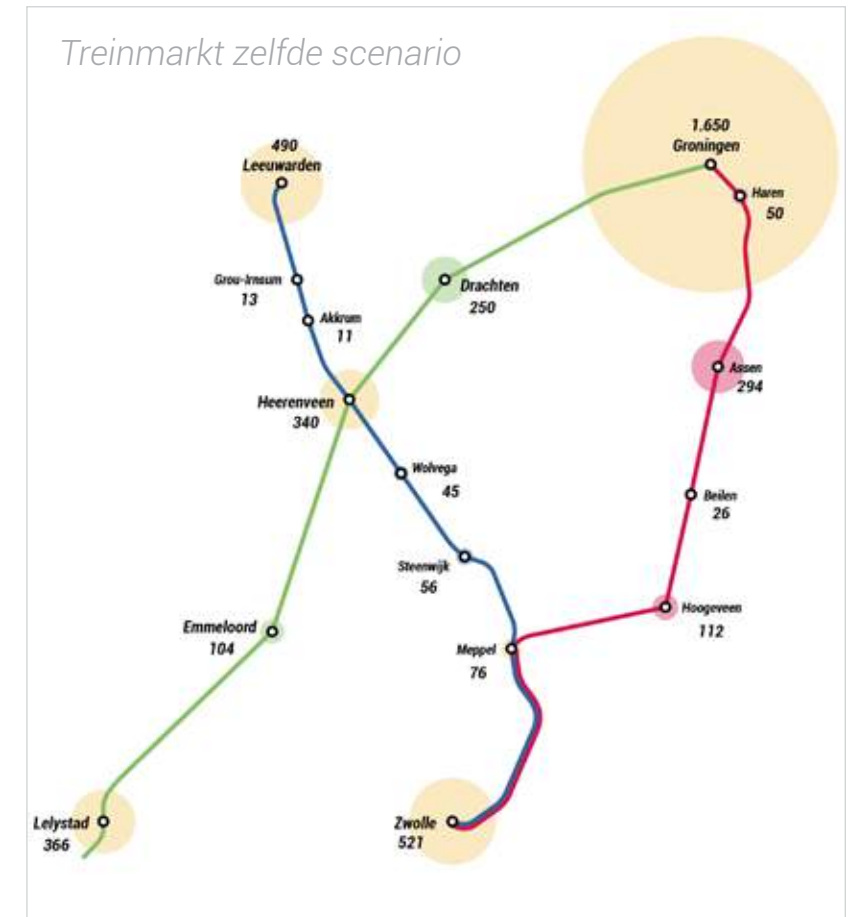 Treinmarkt zelfde scenario
1.650
Groningen
490
Leeuwarden
Haren
50
Grou-Irnsum
13
Drachten
250
Akkrum
11
Assen
294
Heerenveen
340
Wolvega
45
Beilen
26
Steenwijk
56
Hoogeveen
112
Emmeloord
104
Meppel
76
Lelystad
366
Zwolle
521